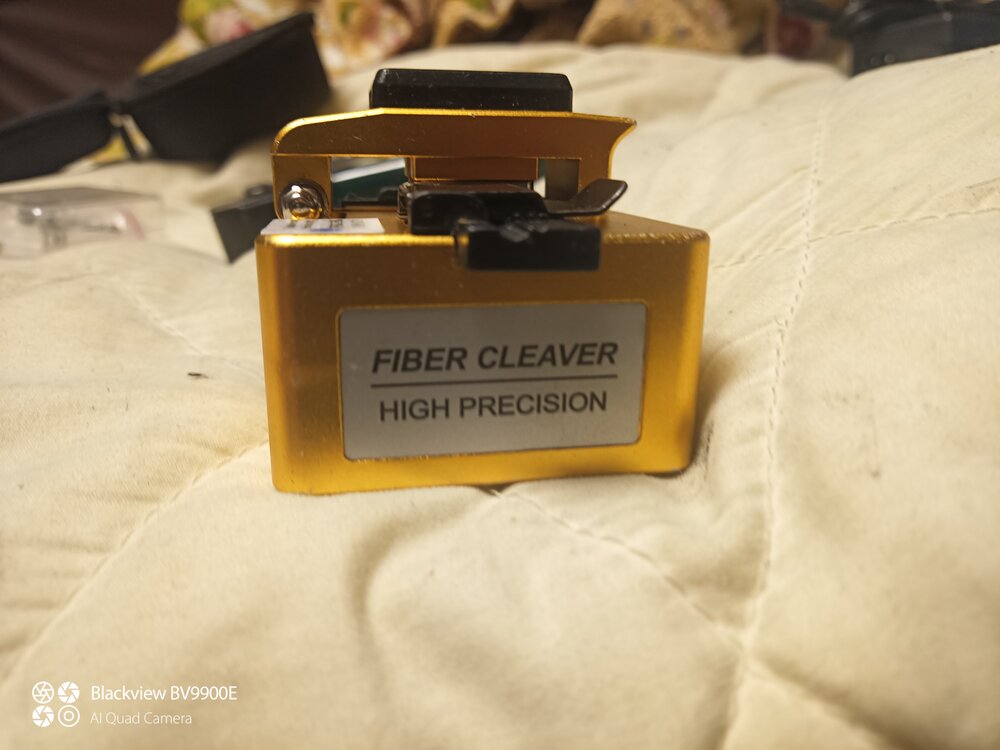 FIBER CLEAVER
HIGH PRECISION
Blackview BV9900E
AI Quad Camera